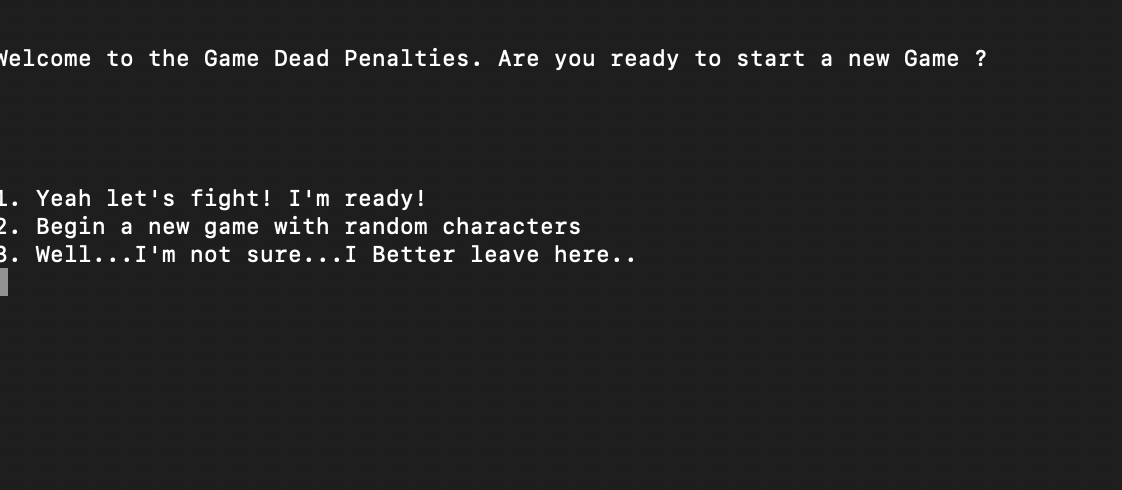 Welcome to the Game Dead Penalties. Are you ready to start a new Game ?
1. Yeah let's fight! I'm ready!
2. Begin a new game with random characters
3. Well...I'm not sure...I Better leave here..